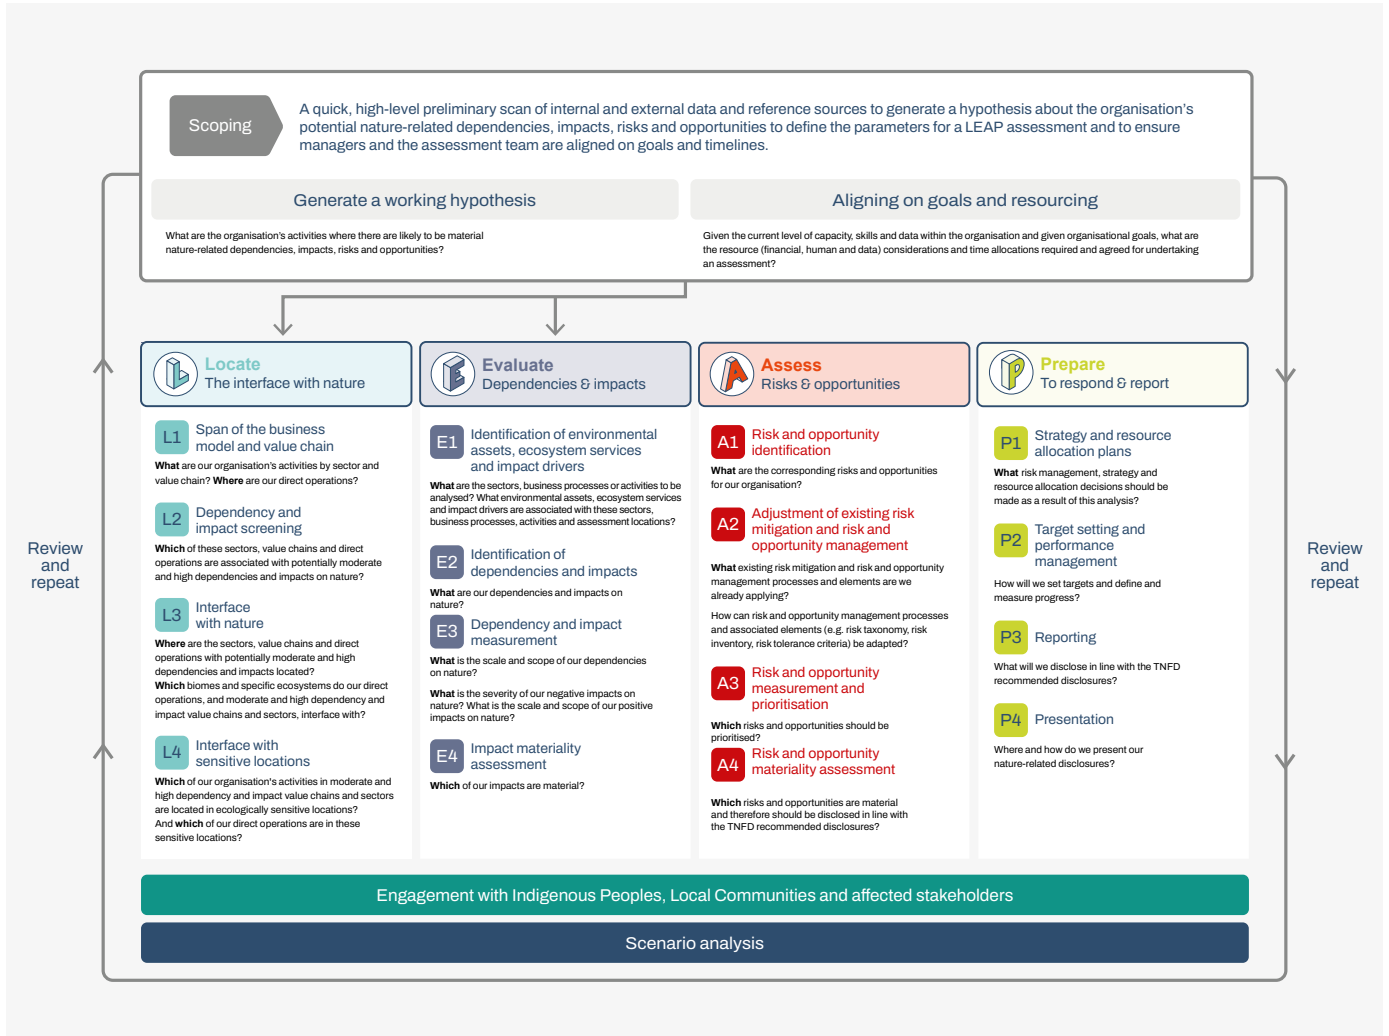 Scoping
A quick, high-level preliminary scan of internal and external data and reference sources to generate a hypothesis about the organisation's
potential nature-related dependencies, impacts, risks and opportunities to define the parameters for a LEAP assessment and to ensure
managers and the assessment team are aligned on goals and timelines.
Generate a working hypothesis
What are the organisation's activities where there are likely to be material
nature-related dependencies, impacts, risks and opportunities?
Aligning on goals and resourcing
Given the current level of capacity, skills and data within the organisation and given organisational goals, what are
the resource (financial, human and data) considerations and time allocations required and agreed for undertaking
an assessment?
Review
and
repeat
L
Locate
The interface with nature
L1
Span of the business
model and value chain
What are our organisation's activities by sector and
value chain? Where are our direct operations?
L2
Dependency and
impact screening
Which of these sectors, value chains and direct
operations are associated with potentially moderate
and high dependencies and impacts on nature?
L3
Interface
with nature
Where are the sectors, value chains and direct
operations with potentially moderate and high
dependencies and impacts located?
Which biomes and specific ecosystems do our direct
operations, and moderate and high dependency and
impact value chains and sectors, interface with?
L4
Interface with
sensitive locations
Which of our organisation's activities in moderate and
high dependency and impact value chains and sectors
are located in ecologically sensitive locations?
And which of our direct operations are in these
sensitive locations?
E
Evaluate
Dependencies & impacts
E1
Identification of environmental
assets, ecosystem services
and impact drivers
What are the sectors, business processes or activities to be
analysed? What environmental assets, ecosystem services
and impact drivers are associated with these sectors,
business processes, activities and assessment locations?
E2
Identification of
dependencies and impacts
What are our dependencies and impacts on
nature?
E3
Dependency and impact
measurement
What is the scale and scope of our dependencies
on nature?
What is the severity of our negative impacts on
nature? What is the scale and scope of our positive
impacts on nature?
E4
Impact materiality
assessment
Which of our impacts are material?
A
Assess
Risks & opportunities
A1
Risk and opportunity
identification
What are the corresponding risks and opportunities
for our organisation?
A2
Adjustment of existing risk
mitigation and risk and
opportunity management
What existing risk mitigation and risk and opportunity
management processes and elements are we
already applying?
How can risk and opportunity management processes
and associated elements (e.g. risk taxonomy, risk
inventory, risk tolerance criteria) be adapted?
A3
Risk and opportunity
measurement and
prioritisation
Which risks and opportunities should be
prioritised?
A4
Risk and opportunity
materiality assessment
Which risks and opportunities are material
and therefore should be disclosed in line with
the TNFD recommended disclosures?
P
Prepare
To respond & report
P1
Strategy and resource
allocation plans
What risk management, strategy and
resource allocation decisions should be
made as a result of this analysis?
P2
Target setting and
performance
management
How will we set targets and define and
measure progress?
P3
Reporting
What will we disclose in line with the TNFD
recommended disclosures?
P4
Presentation
Where and how do we present our
nature-related disclosures?
Review
and
repeat
Engagement with Indigenous Peoples, Local Communities and affected stakeholders
Scenario analysis